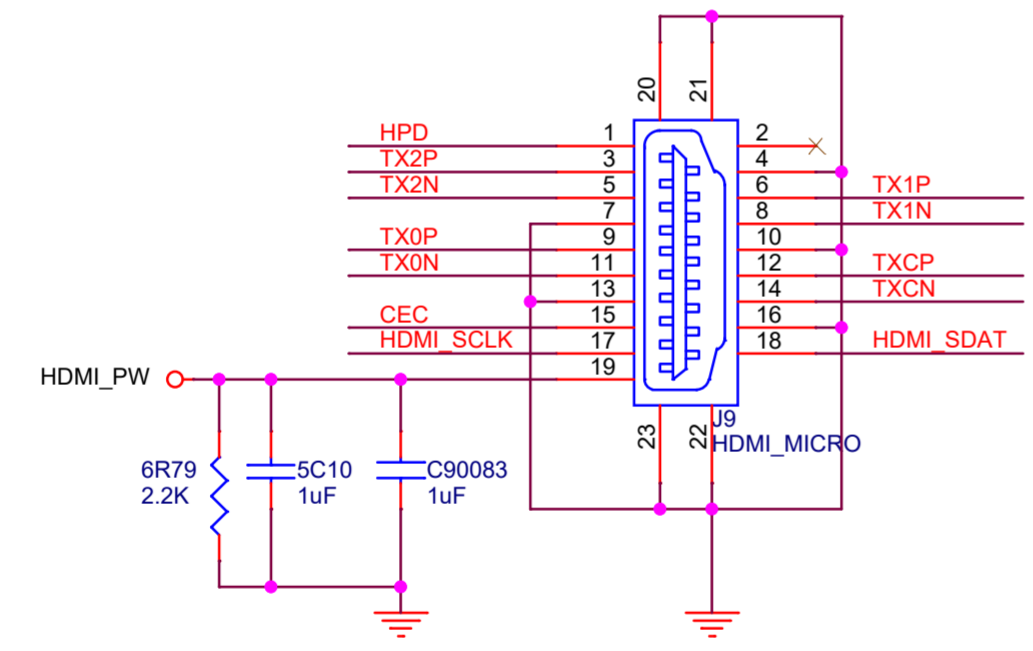 20 21
HPD 1 2
TX2P 3 4
TX2N 5 6 TX1P
7 8 TX1N
TX0P 9 10
TX0N 11 12 TXCP
13 14 TXCN
CEC 15 16
HDMI_SCLK 17 18 HDMI_SDAT
HDMI_PW 19
23 22 J9
HDMI_MICRO
6R79 5C10 C90083
2.2K 1uF 1uF